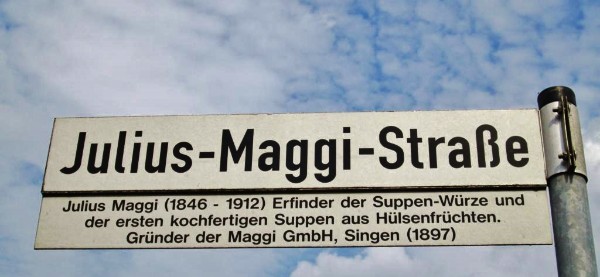 Julius-Maggi-Straße
Julius Maggi (1846 - 1912) Erfinder der Suppen-Würze und
der ersten kochfertigen Suppen aus Hülsenfrüchten.
Gründer der Maggi GmbH, Singen (1897)